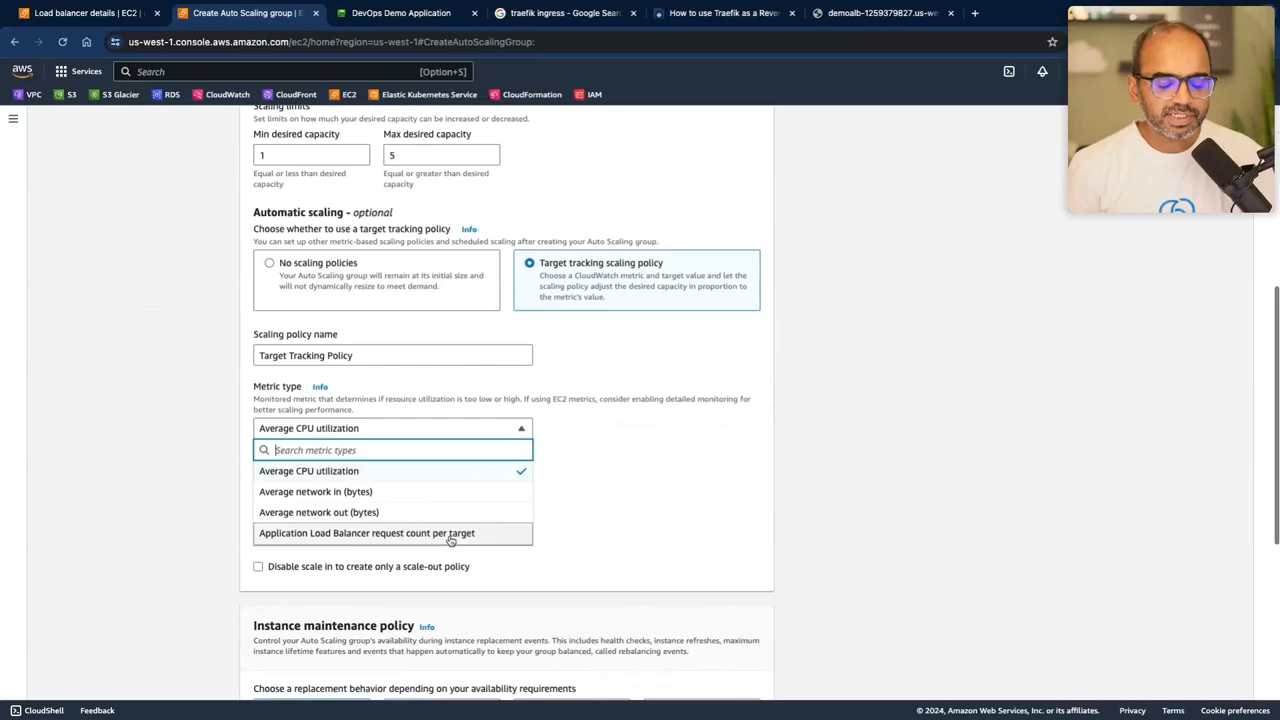 Load balancer details | EC2 |
Create Auto Scaling group | E
DevOps Demo Application
traefik ingress - Google Sear
How to use Traefik as a Reve
demoalb-1259379827.us-we
us-west-1.console.aws.amazon.com/ec2/home?region=us-west-1#CreateAutoScalingGroup:
aws
Services
Search
[Option+S]
VPC
S3
S3 Glacier
RDS
CloudWatch
CloudFront
EC2
Elastic Kubernetes Service
CloudFormation
IAM
Scaling limits
Set limits on how much your desired capacity can be increased or decreased.
Min desired capacity
Max desired capacity
1
5
Equal or less than desired
capacity
Equal or greater than desired
capacity
Automatic scaling - optional
Choose whether to use a target tracking policy Info
You can set up other metric-based scaling policies and scheduled scaling after creating your Auto Scaling group.
No scaling policies
Your Auto Scaling group will remain at its initial size and
will not dynamically resize to meet demand.
Target tracking scaling policy
Choose a CloudWatch metric and target value and let the
scaling policy adjust the desired capacity in proportion to
the metric's value.
Scaling policy name
Target Tracking Policy
Metric type Info
Monitored metric that determines if resource utilization is too low or high. If using EC2 metrics, consider enabling detailed monitoring for
better scaling performance.
Average CPU utilization
Search metric types
Average CPU utilization
Average network in (bytes)
Average network out (bytes)
Application Load Balancer request count per target
Disable scale in to create only a scale-out policy
Instance maintenance policy Info
Control your Auto Scaling group's availability during instance replacement events. This includes health checks, instance refreshes, maximum
instance lifetime features and events that happen automatically to keep your group balanced, called rebalancing events.
Choose a replacement behavior depending on your availability requirements
CloudShell
Feedback
© 2024, Amazon Web Services, Inc. or its affiliates.
Privacy
Terms
Cookie preferences